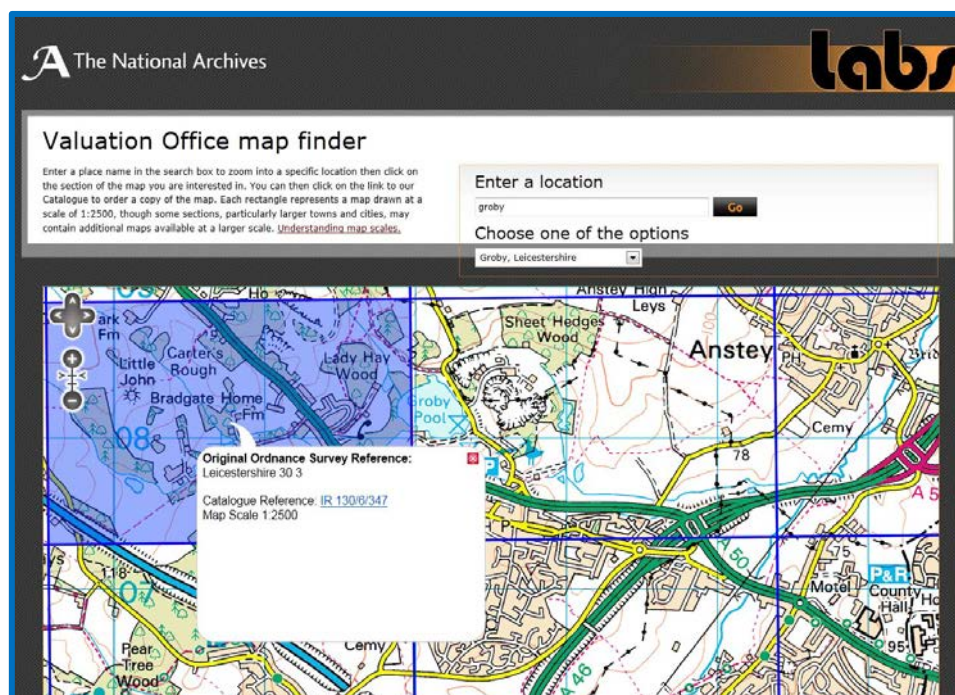 The National Archives
Labs
Valuation Office map finder
Enter a place name in the search box to zoom into a specific location then click on
the section of the map you are interested in. You can then click on the link to our
Catalogue to order a copy of the map. Each rectangle represents a map drawn at a
scale of 1:2500, though some sections, particularly larger towns and cities, may
contain additional maps available at a larger scale. Understanding map scales.
Enter a location
groby
Go
Choose one of the options
Groby, Leicestershire
Ho
Anstey High
Leys
ark
Fm
Carter's
Rough
Little
John
Lady Hay
Wood
Sheet Hedges
Wood
100
Anstey
PH
Bradgate Home
Fm
Groby
Pool
08
Cemy
78
P
A 5
Original Ordnance Survey Reference:
Leicestershire 30 3
Catalogue Reference: IR 130/6/347
Map Scale 1:2500
A 50
75
118
07
P&R
Motel
County
Hall
Ho
95
Pear
Tree
Wood
Cemy
A 46